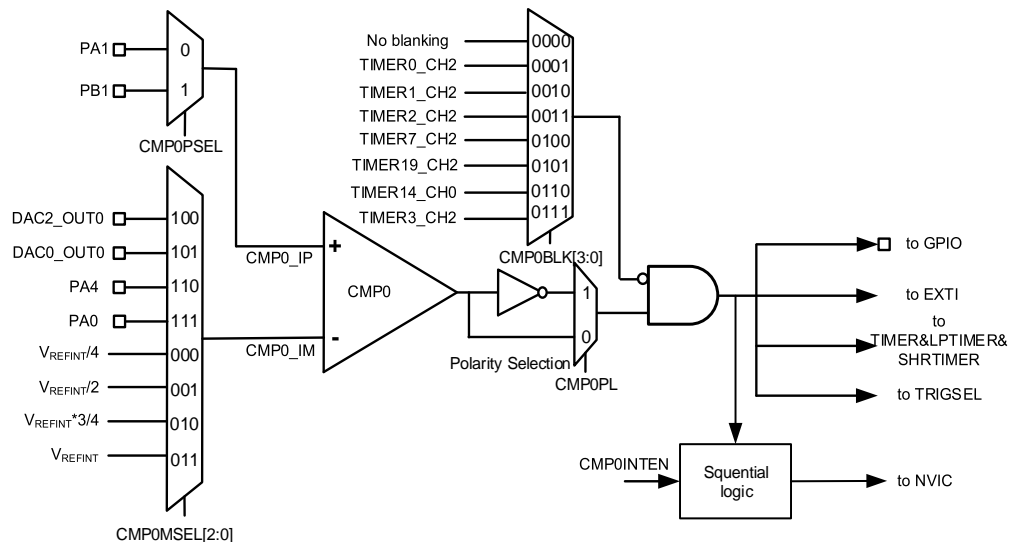 PA1
0
PB1
1
CMP0PSEL
No blanking
0000
TIMER0_CH2
0001
TIMER1_CH2
0010
TIMER2_CH2
0011
TIMER7_CH2
0100
TIMER19_CH2
0101
TIMER14_CH0
0110
TIMER3_CH2
0111
CMP0BLK[3:0]
DAC2_OUT0
100
DAC0_OUT0
101
PA4
110
PA0
111
VREFINT/4
000
VREFINT/2
001
VREFINT*3/4
010
VREFINT
011
CMP0MSEL[2:0]
CMP0_IP
+
CMP0
CMP0_IM
-
1
0
Polarity Selection
CMP0PL
to GPIO
to EXTI
to
TIMER&LPTIMER&
SHRTIMER
to TRIGSEL
CMP0INTEN
Squential
logic
to NVIC